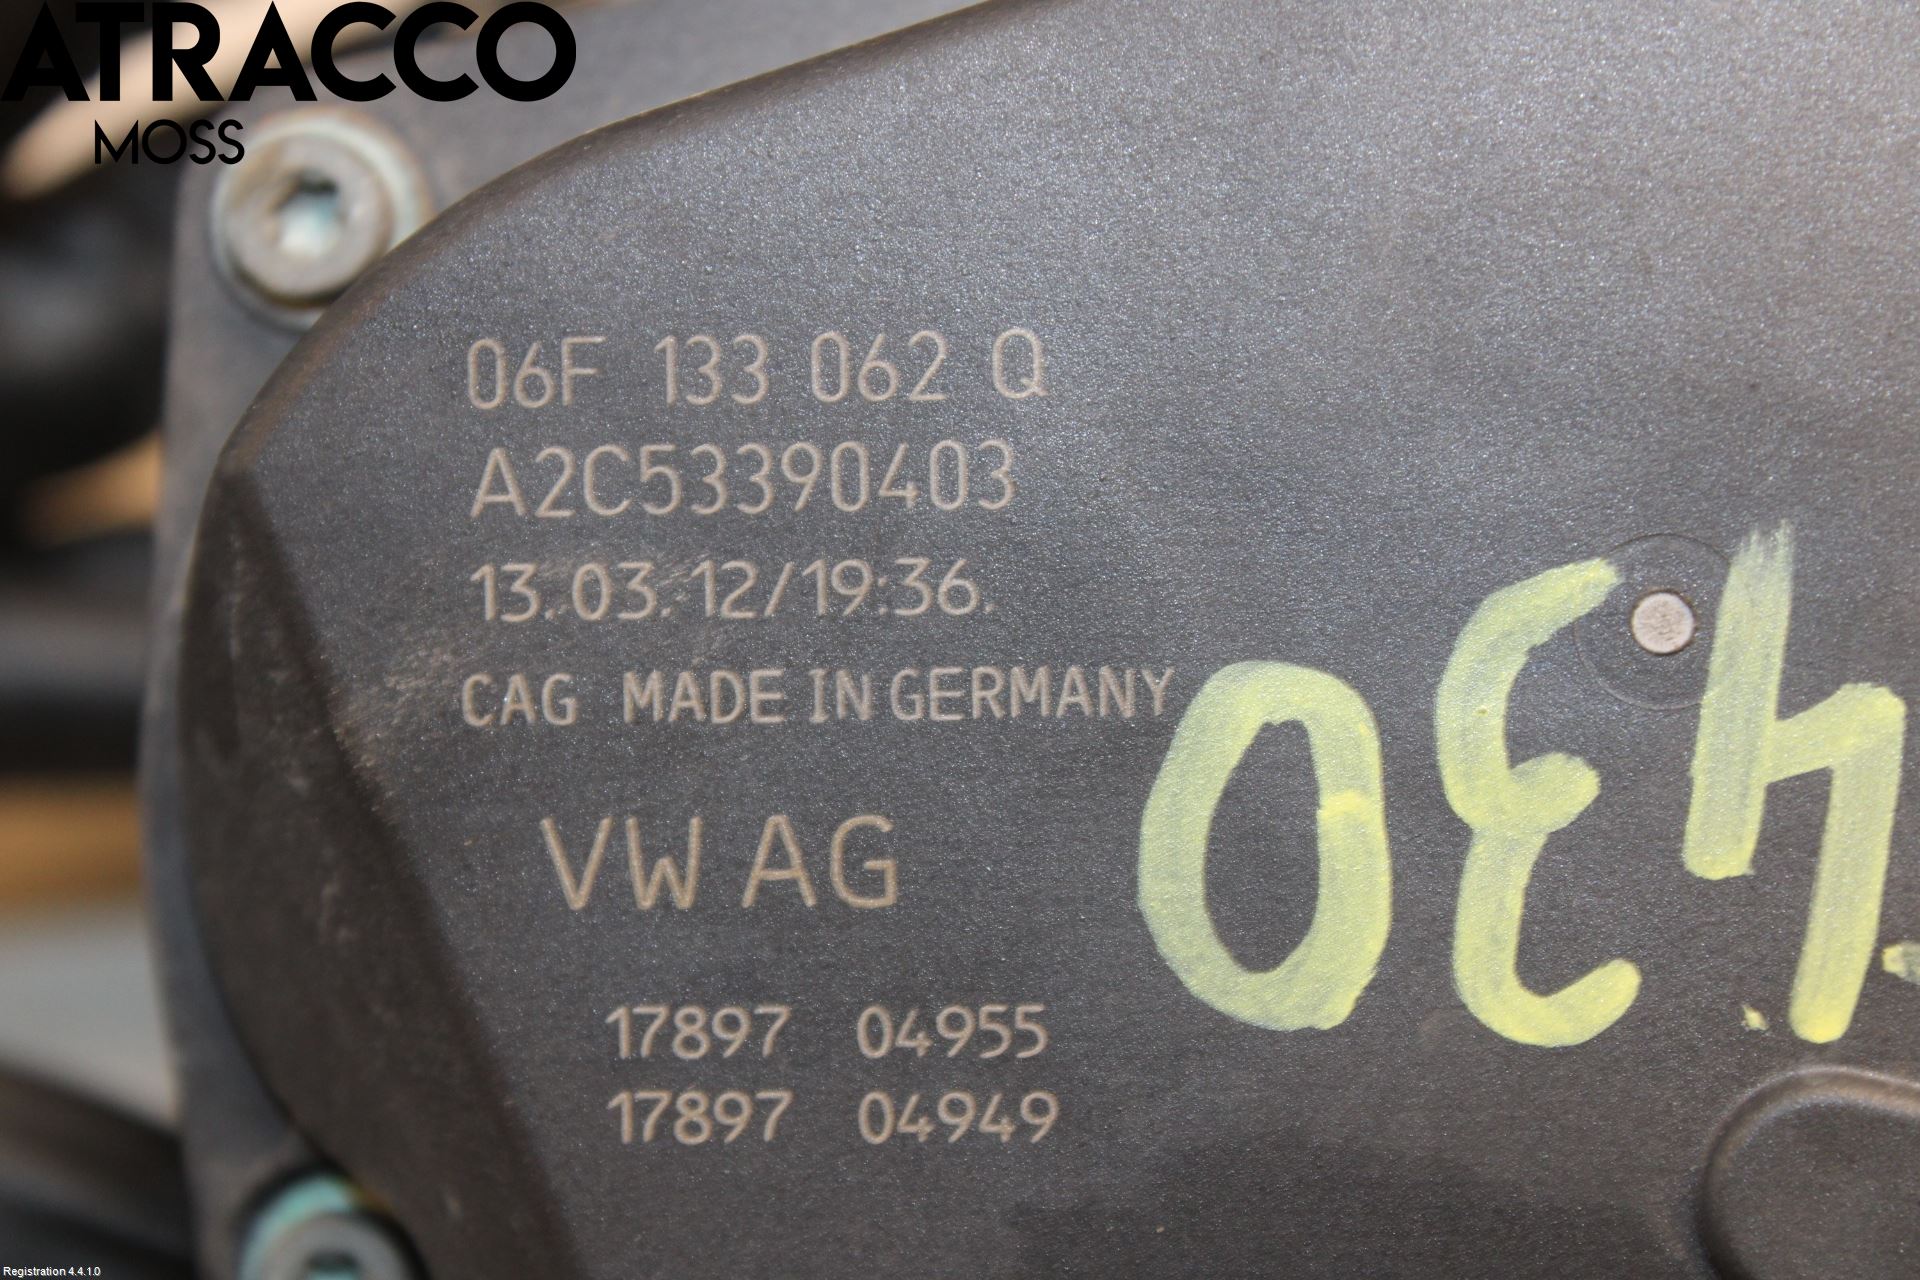 ATRACCO
MOSS
06F 133 062 Q
A2C53390403
13.03.12/19:36.
CAG MADE IN GERMANY
VW AG
17897 04955
17897 04949
430
Registration 4.4.1.0